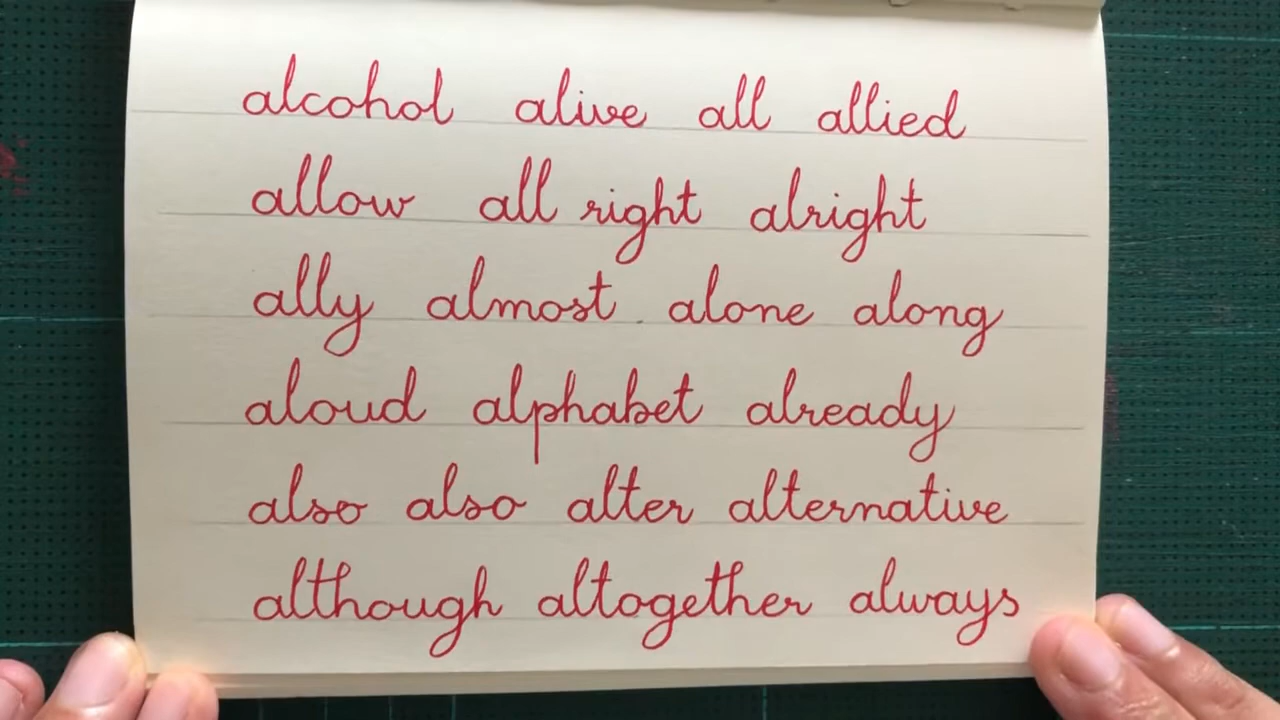 alcohol alive all allied
allow all right alright
ally almost alone along
aloud alphabet already
also also alter alternative
although altogether always